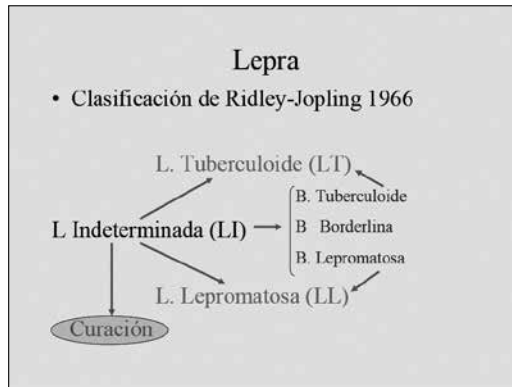 Lepra
• Clasificación de Ridley-Jopling 1966
L. Tuberculoide (LT)
B. Tuberculoide
L Indeterminada (LI)
B Borderlina
B. Lepromatosa
L. Lepromatosa (LL)
Curación